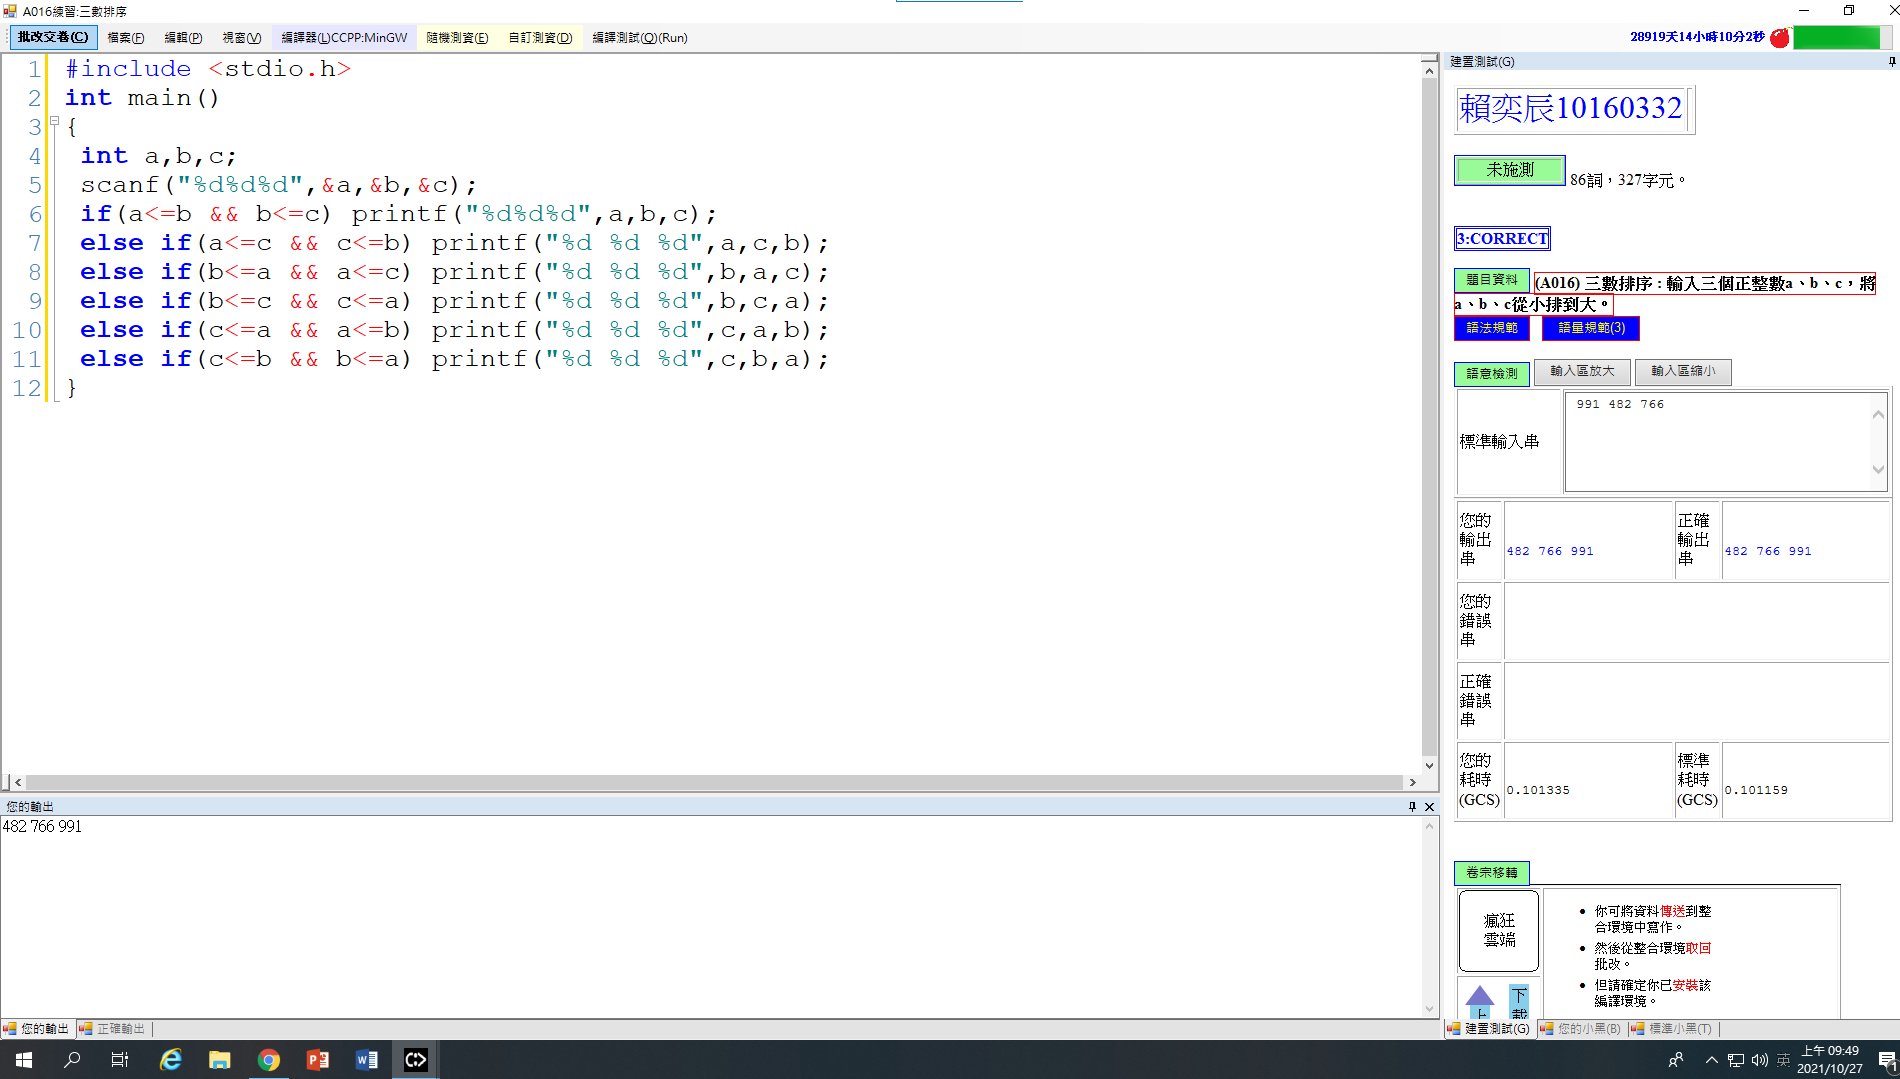 A016練習:三數排序
批改交卷(C) 檔案(F) 編輯(P) 視窗(V) 編譯器(L)CCPP:MinGW 隨機測資(E) 自訂測資(D) 編譯測試(Q)(Run)
28919天14小時10分2秒
1 #include <stdio.h>
2 int main()
3 {
4 int a,b,c;
5 scanf("%d%d%d",&a,&b,&c);
6 if(a<=b && b<=c) printf("%d%d%d",a,b,c);
7 else if(a<=c && c<=b) printf("%d %d %d",a,c,b);
8 else if(b<=a && a<=c) printf("%d %d %d",b,a,c);
9 else if(b<=c && c<=a) printf("%d %d %d",b,c,a);
10 else if(c<=a && a<=b) printf("%d %d %d",c,a,b);
11 else if(c<=b && b<=a) printf("%d %d %d",c,b,a);
12 }
您的輸出
482 766 991
您的輸出 正確輸出
建置測試(G)
賴奕辰10160332
未施測 86詞，327字元。
3:CORRECT
題目資料 (A016) 三數排序：輸入三個正整數a、b、c，將
a、b、c從小排到大。
語法規範 語量規範(3)
語意檢測 輸入區放大 輸入區縮小
標準輸入串 991 482 766
您的
輸出
串
482 766 991
正確
輸出
串
482 766 991
您的
錯誤
串
正確
錯誤
串
您的
耗時
(GCS)
0.101335
標準
耗時
(GCS)
0.101159
卷宗移轉
瘋狂
雲端
上
下
載
你可將資料傳送到整
合環境中寫作。
然後從整合環境取回
批改。
但請確定你已安裝該
編譯環境。
建置測試(G) 您的小黑(B) 標準小黑(T)
英
上午 09:49
2021/10/27
1